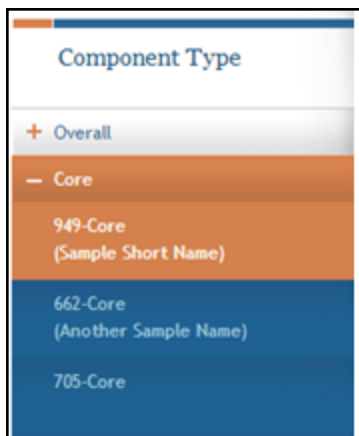 Component Type
+ Overall
– Core
949-Core
(Sample Short Name)
662-Core
(Another Sample Name)
705-Core